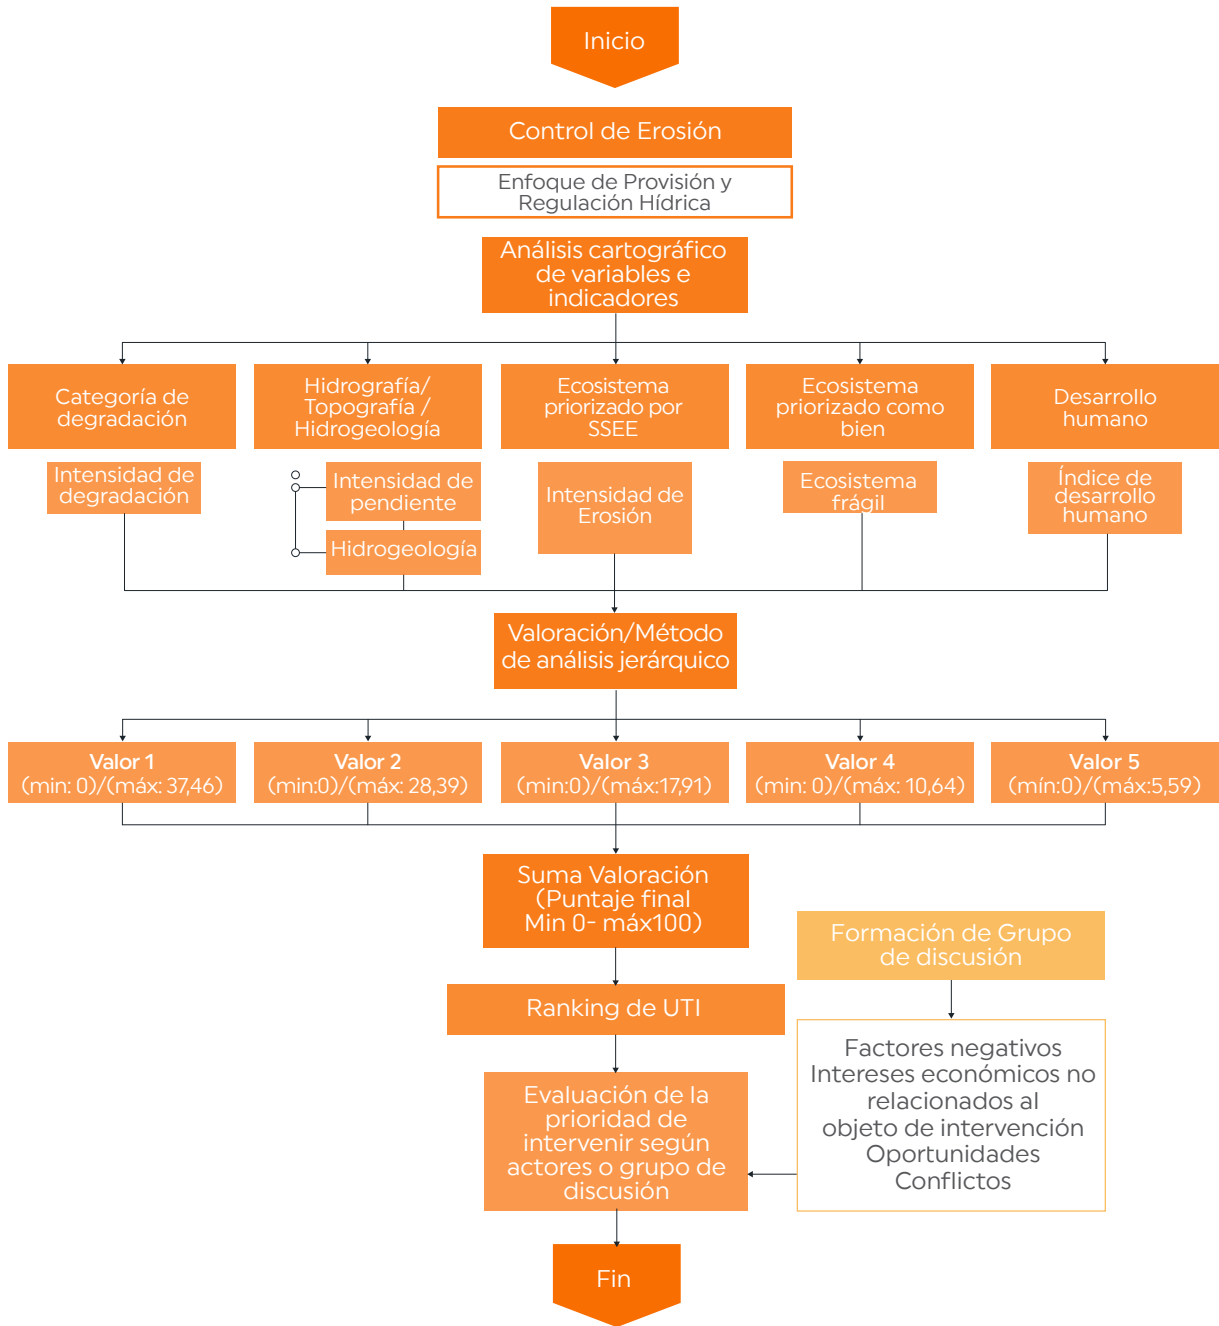 Inicio
Control de Erosión
Enfoque de Provisión y
Regulación Hídrica
Análisis cartográfico
de variables e
indicadores
Categoría de
degradación
Hidrografía/
Topografía /
Hidrogeología
Ecosistema
priorizado por
SSEE
Ecosistema
priorizado como
bien
Desarrollo
humano
Intensidad de
degradación
Intensidad de
pendiente
Hidrogeología
Intensidad de
Erosión
Ecosistema
frágil
Índice de
desarrollo
humano
Valoración/Método
de análisis jerárquico
Valor 1
(min: 0)/(máx: 37,46)
Valor 2
(min:0)/(máx: 28,39)
Valor 3
(min:0)/(máx:17,91)
Valor 4
(min: 0)/(máx: 10,64)
Valor 5
(mín:0)/(máx:5,59)
Suma Valoración
(Puntaje final
Min 0- máx100)
Formación de Grupo
de discusión
Ranking de UTI
Factores negativos
Intereses económicos no
relacionados al
objeto de intervención
Oportunidades
Conflictos
Evaluación de la
prioridad de
intervenir según
actores o grupo de
discusión
Fin